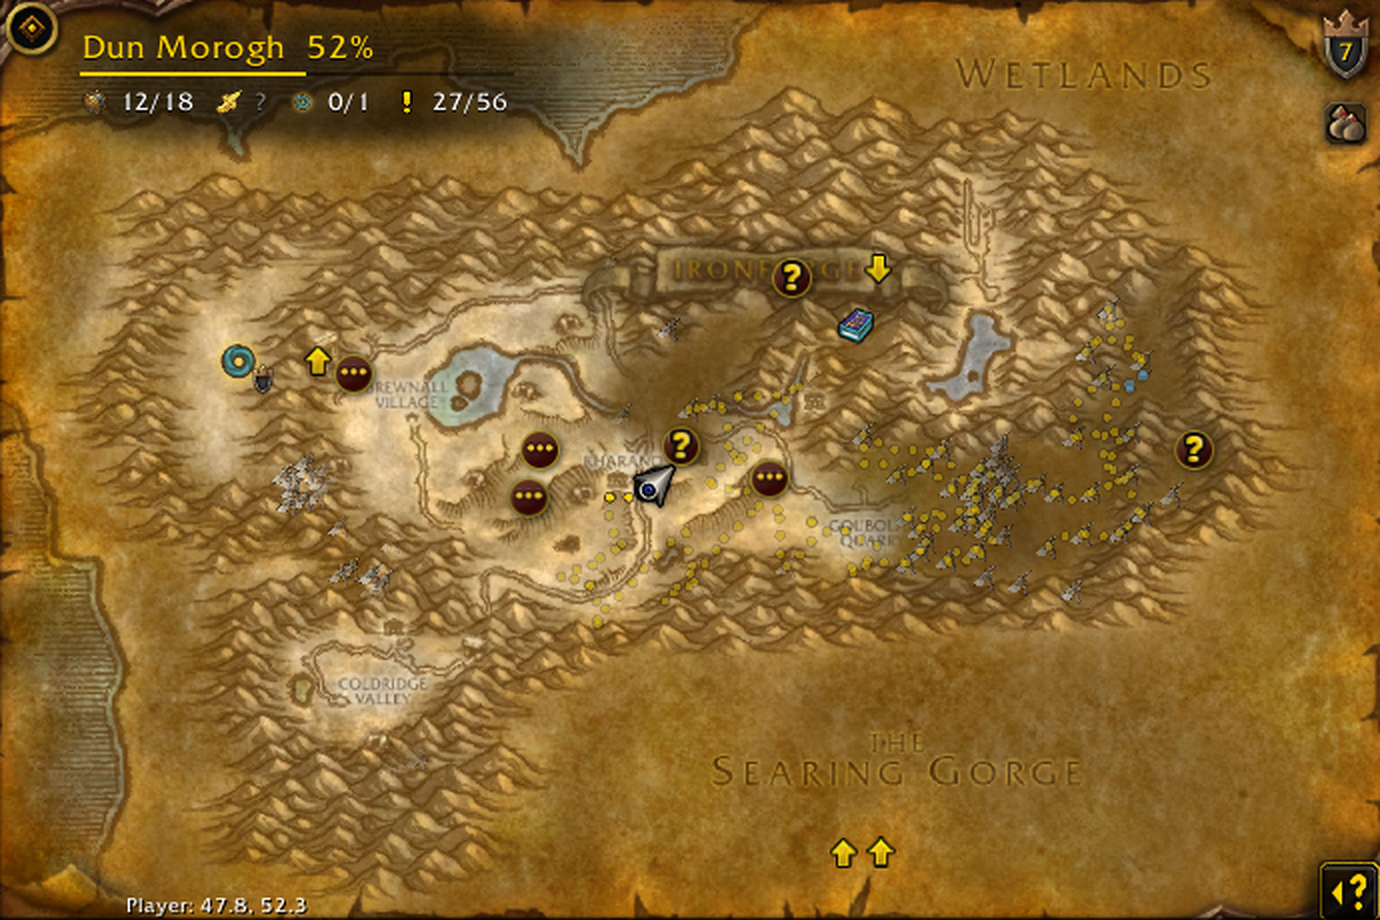 Dun Morogh 52%
12/18 ? 0/1 ! 27/56
7
WETLANDS
IRONFORGE
?
BREWNALL
VILLAGE
KHARANOS
?
?
GOL'BOLAR
QUARRY
COLDRIDGE
VALLEY
THE
SEARING GORGE
Player: 47.8, 52.3
?